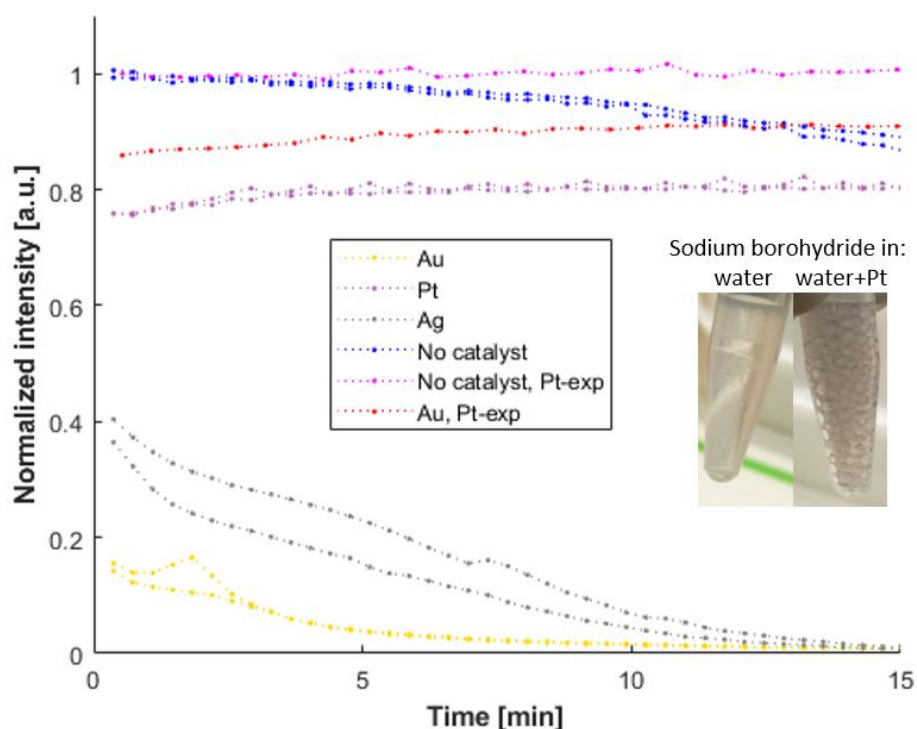 Normalized intensity [a.u.]
1
0.8
0.6
0.4
0.2
0
0
5
10
15
Time [min]
Au
Pt
Ag
No catalyst
No catalyst, Pt-exp
Au, Pt-exp
Sodium borohydride in:
water water+Pt